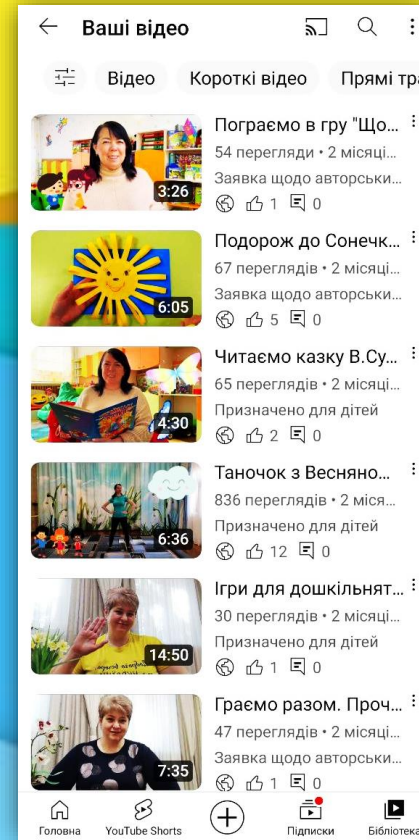 Ваші відео
Відео
Короткі відео
Прямі тра
Пограємо в гру "Що...
54 перегляди • 2 місяці...
Заявка щодо авторськи...
1 0
3:26
Подорож до Сонечк...
67 переглядів • 2 місяці...
Заявка щодо авторськи...
5 0
6:05
Читаємо казку В.Су...
65 переглядів • 2 місяці...
Призначено для дітей
2 0
4:30
Таночок з Весняно...
836 переглядів • 2 міся...
Призначено для дітей
12 0
6:36
Ігри для дошкільнят...
30 переглядів • 2 місяці...
Призначено для дітей
1 0
14:50
Граємо разом. Проч...
47 переглядів • 2 місяці...
Заявка щодо авторськи...
1 0
7:35
Головна
YouTube Shorts
Підписки
Бібліотека